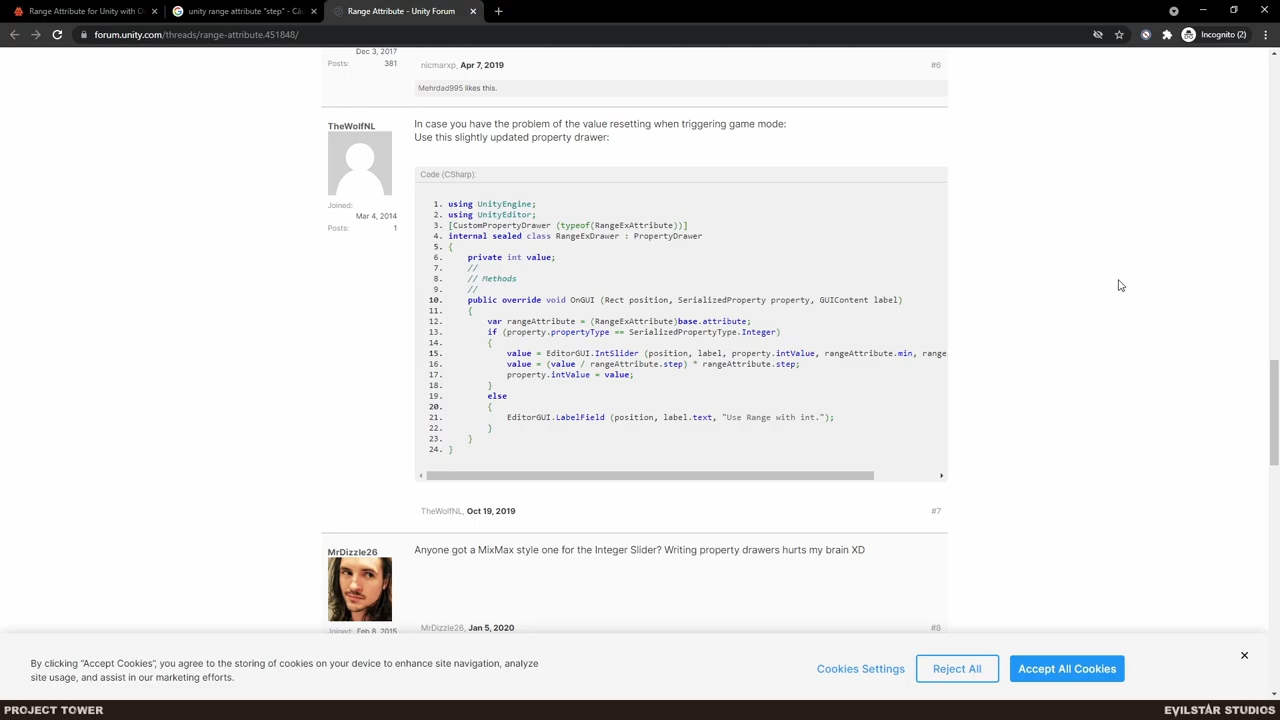 Range Attribute for Unity with C
unity range attribute "step" - Că
Range Attribute - Unity Forum
forum.unity.com/threads/range-attribute.451848/
Incognito (2)
Dec 3, 2017
Posts: 381
nicmarxp, Apr 7, 2019 #6
Mehrdad995 likes this.
TheWolfNL
Joined:
Mar 4, 2014
Posts: 1
In case you have the problem of the value resetting when triggering game mode:
Use this slightly updated property drawer:
Code (CSharp):
1. using UnityEngine;
2. using UnityEditor;
3. [CustomPropertyDrawer (typeof(RangeExAttribute))]
4. internal sealed class RangeExDrawer : PropertyDrawer
5. {
6. private int value;
7. //
8. // Methods
9. //
10. public override void OnGUI (Rect position, SerializedProperty property, GUIContent label)
11. {
12. var rangeAttribute = (RangeExAttribute)base.attribute;
13. if (property.propertyType == SerializedPropertyType.Integer)
14. {
15. value = EditorGUI.IntSlider (position, label, property.intValue, rangeAttribute.min, range
16. value = (value / rangeAttribute.step) * rangeAttribute.step;
17. property.intValue = value;
18. }
19. else
20. {
21. EditorGUI.LabelField (position, label.text, "Use Range with int.");
22. }
23. }
24. }
TheWolfNL, Oct 19, 2019 #7
MrDizzle26
Joined: Feb 8, 2015
Anyone got a MixMax style one for the Integer Slider? Writing property drawers hurts my brain XD
MrDizzle26, Jan 5, 2020 #8
By clicking "Accept Cookies", you agree to the storing of cookies on your device to enhance site navigation, analyze
site usage, and assist in our marketing efforts.
Cookies Settings
Reject All
Accept All Cookies
PROJECT TOWER
EVILSTAR STUDIOS